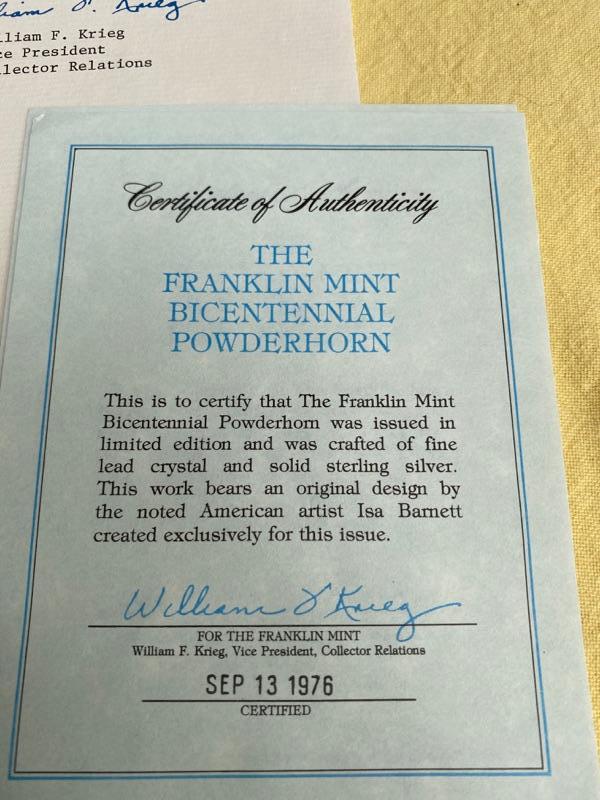 lliam F. Krieg
ce President
llector Relations
Certificate of Authenticity
THE
FRANKLIN MINT
BICENTENNIAL
POWDERHORN
This is to certify that The Franklin Mint
Bicentennial Powderhorn was issued in
limited edition and was crafted of fine
lead crystal and solid sterling silver.
This work bears an original design by
the noted American artist Isa Barnett
created exclusively for this issue.
William F Krieg
FOR THE FRANKLIN MINT
William F. Krieg, Vice President, Collector Relations
SEP 13 1976
CERTIFIED